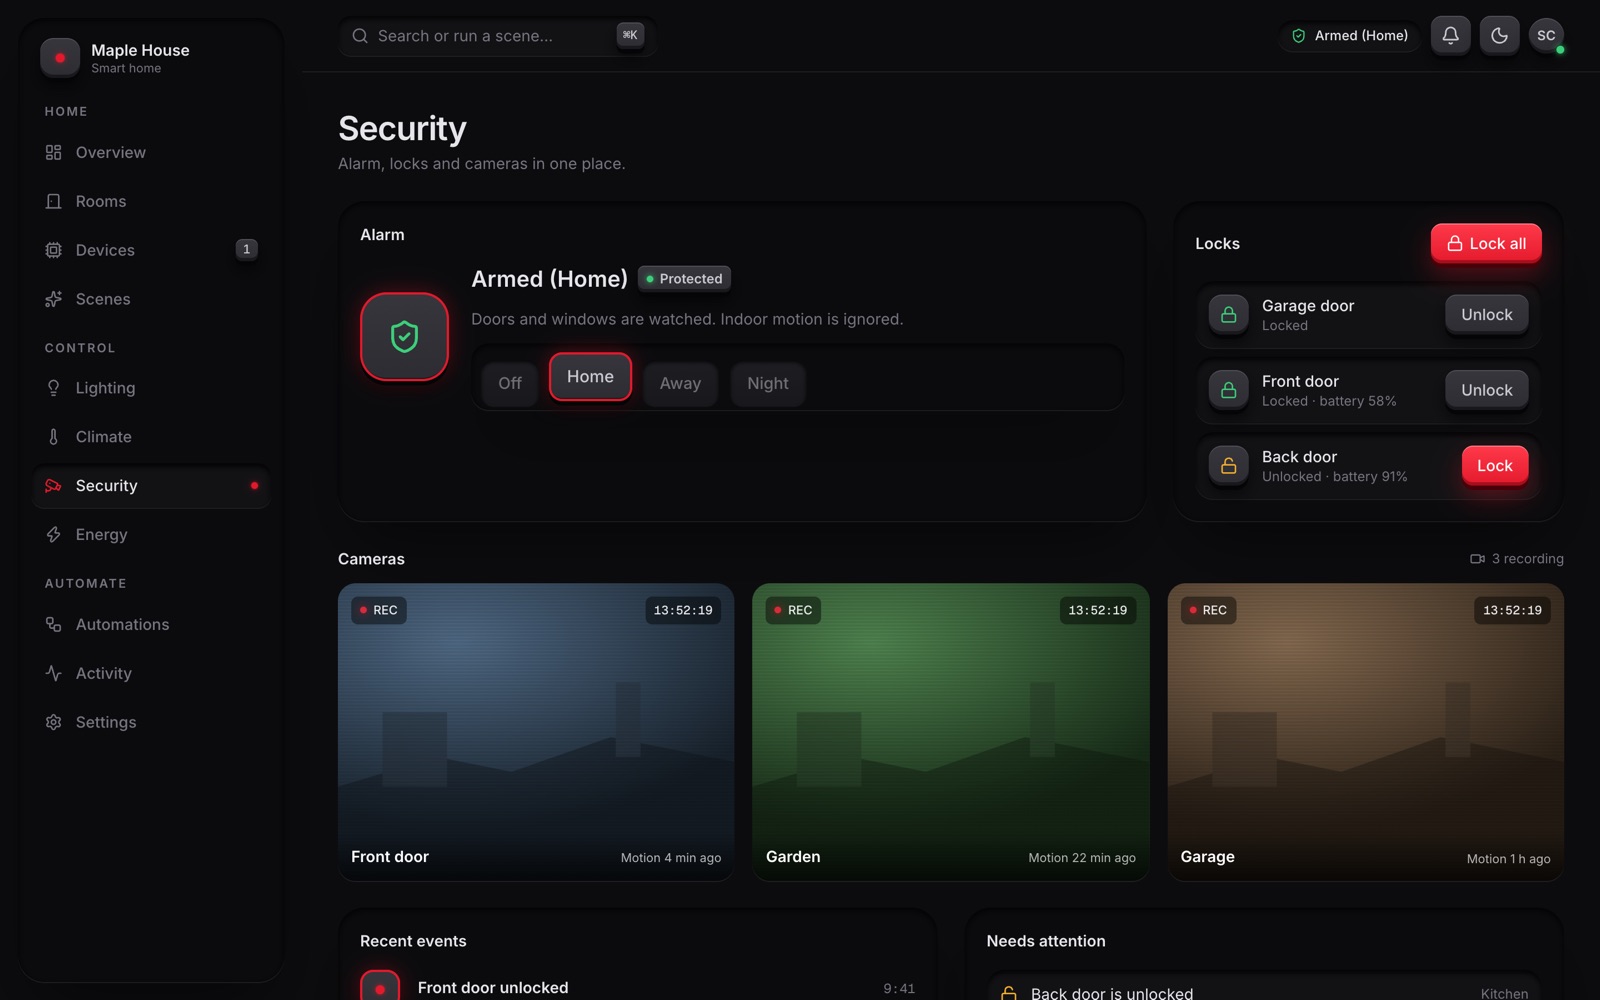 Maple House
Smart home
HOME
Overview
Rooms
Devices 1
Scenes
CONTROL
Lighting
Climate
Security
Energy
AUTOMATE
Automations
Activity
Settings
Search or run a scene... ⌘K
Armed (Home)
SC
Security
Alarm, locks and cameras in one place.
Alarm
Armed (Home) Protected
Doors and windows are watched. Indoor motion is ignored.
Off Home Away Night
Locks Lock all
Garage door
Locked
Unlock
Front door
Locked · battery 58%
Unlock
Back door
Unlocked · battery 91%
Lock
Cameras 3 recording
REC 13:52:19
Front door Motion 4 min ago
REC 13:52:19
Garden Motion 22 min ago
REC 13:52:19
Garage Motion 1 h ago
Recent events
Front door unlocked 9:41
Needs attention
Back door is unlocked Kitchen